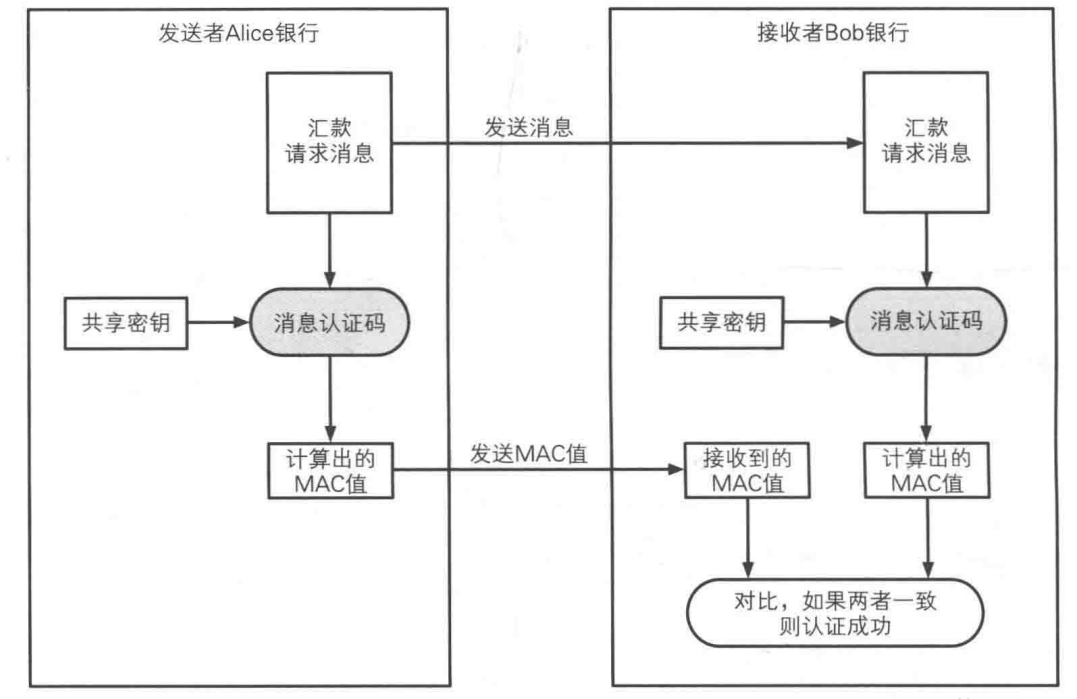 发送者Alice银行
接收者Bob银行
汇款
请求消息
发送消息
汇款
请求消息
共享密钥
消息认证码
共享密钥
消息认证码
计算出的
MAC值
发送MAC值
接收到的
MAC值
计算出的
MAC值
对比，如果两者一致
则认证成功